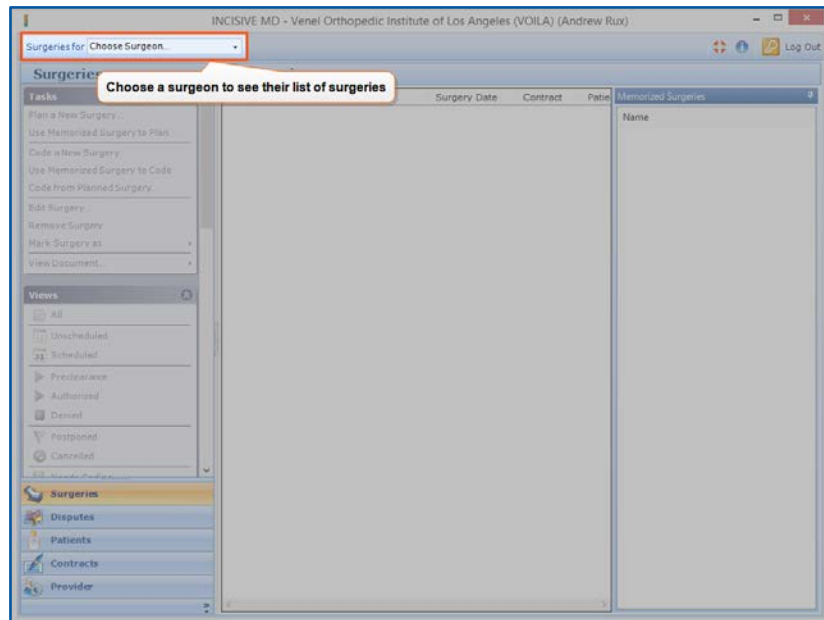 INCISIVE MD - Venel Orthopedic Institute of Los Angeles (VOILA) (Andrew Rux)
Surgeries for Choose Surgeon...
Log Out
Surgeries
Choose a surgeon to see their list of surgeries
Tasks
Surgery Date Contract Patie
Memorized Surgeries
Name
Plan a New Surgery...
Use Memorized Surgery to Plan
Code a New Surgery
Use Memorized Surgery to Code
Code from Planned Surgery...
Edit Surgery...
Remove Surgery
Mark Surgery as
View Document...
Views
All
Unscheduled
31 Scheduled
Preclearance
Authorized
Denied
Postponed
Cancelled
Surgeries
Disputes
Patients
Contracts
Provider